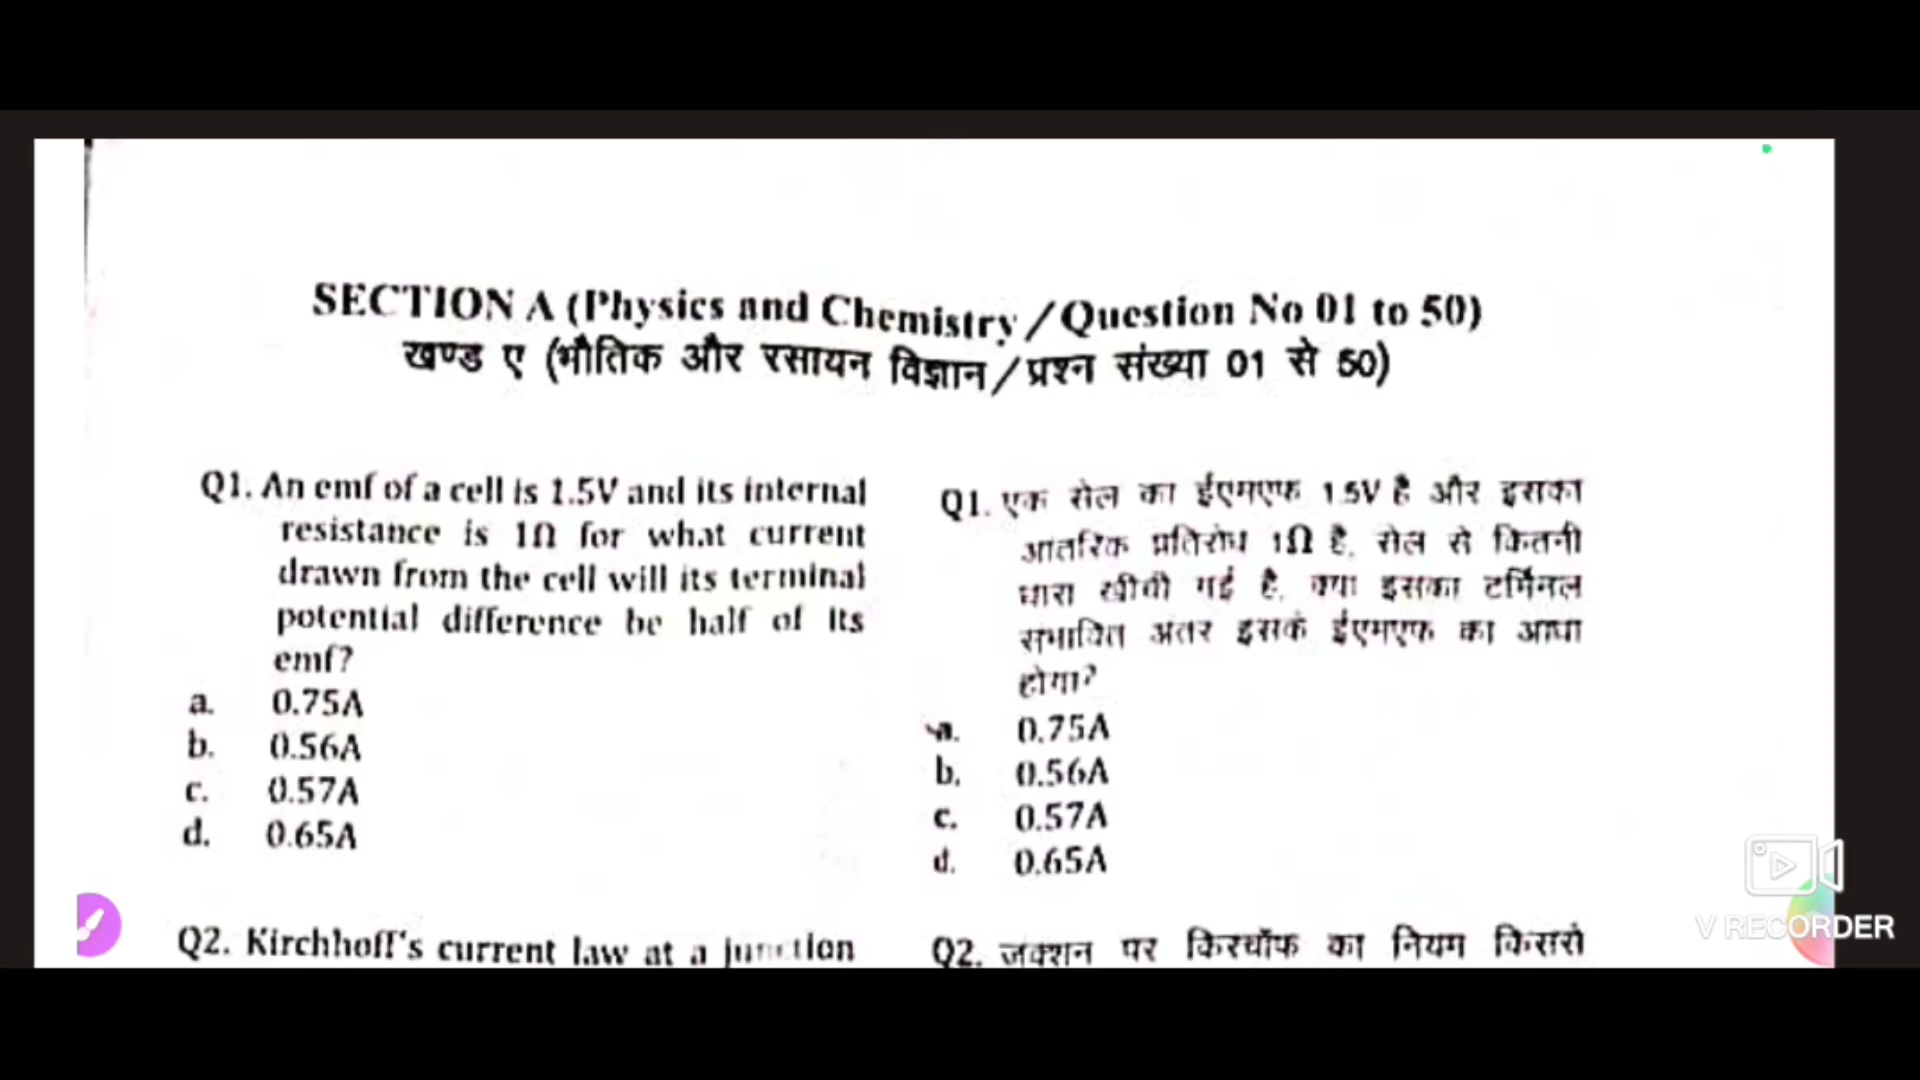 SECTION A (Physics and Chemistry/Question No 01 to 50)
खण्ड ए (भौतिक और रसायन विज्ञान/प्रश्न संख्या 01 से 50)
Q1. An emf of a cell is 1.5V and its internal
resistance is 1Ω for what current
drawn from the cell will its terminal
potential difference be half of its
emf?
a. 0.75A
b. 0.56A
c. 0.57A
d. 0.65A
Q2. Kirchhoff's current law at a junction
Q1. एक सेल का ईएमएफ 1.5V है और इसका
आंतरिक प्रतिरोध 1Ω है, सेल से कितनी
धारा खींची गई है, क्या इसका टर्मिनल
संभावित अंतर इसके ईएमएफ का आधा
होगा?
a. 0.75A
b. 0.56A
c. 0.57A
d. 0.65A
Q2. जंक्शन पर किरचॉफ का नियम किससे
V RECORDER